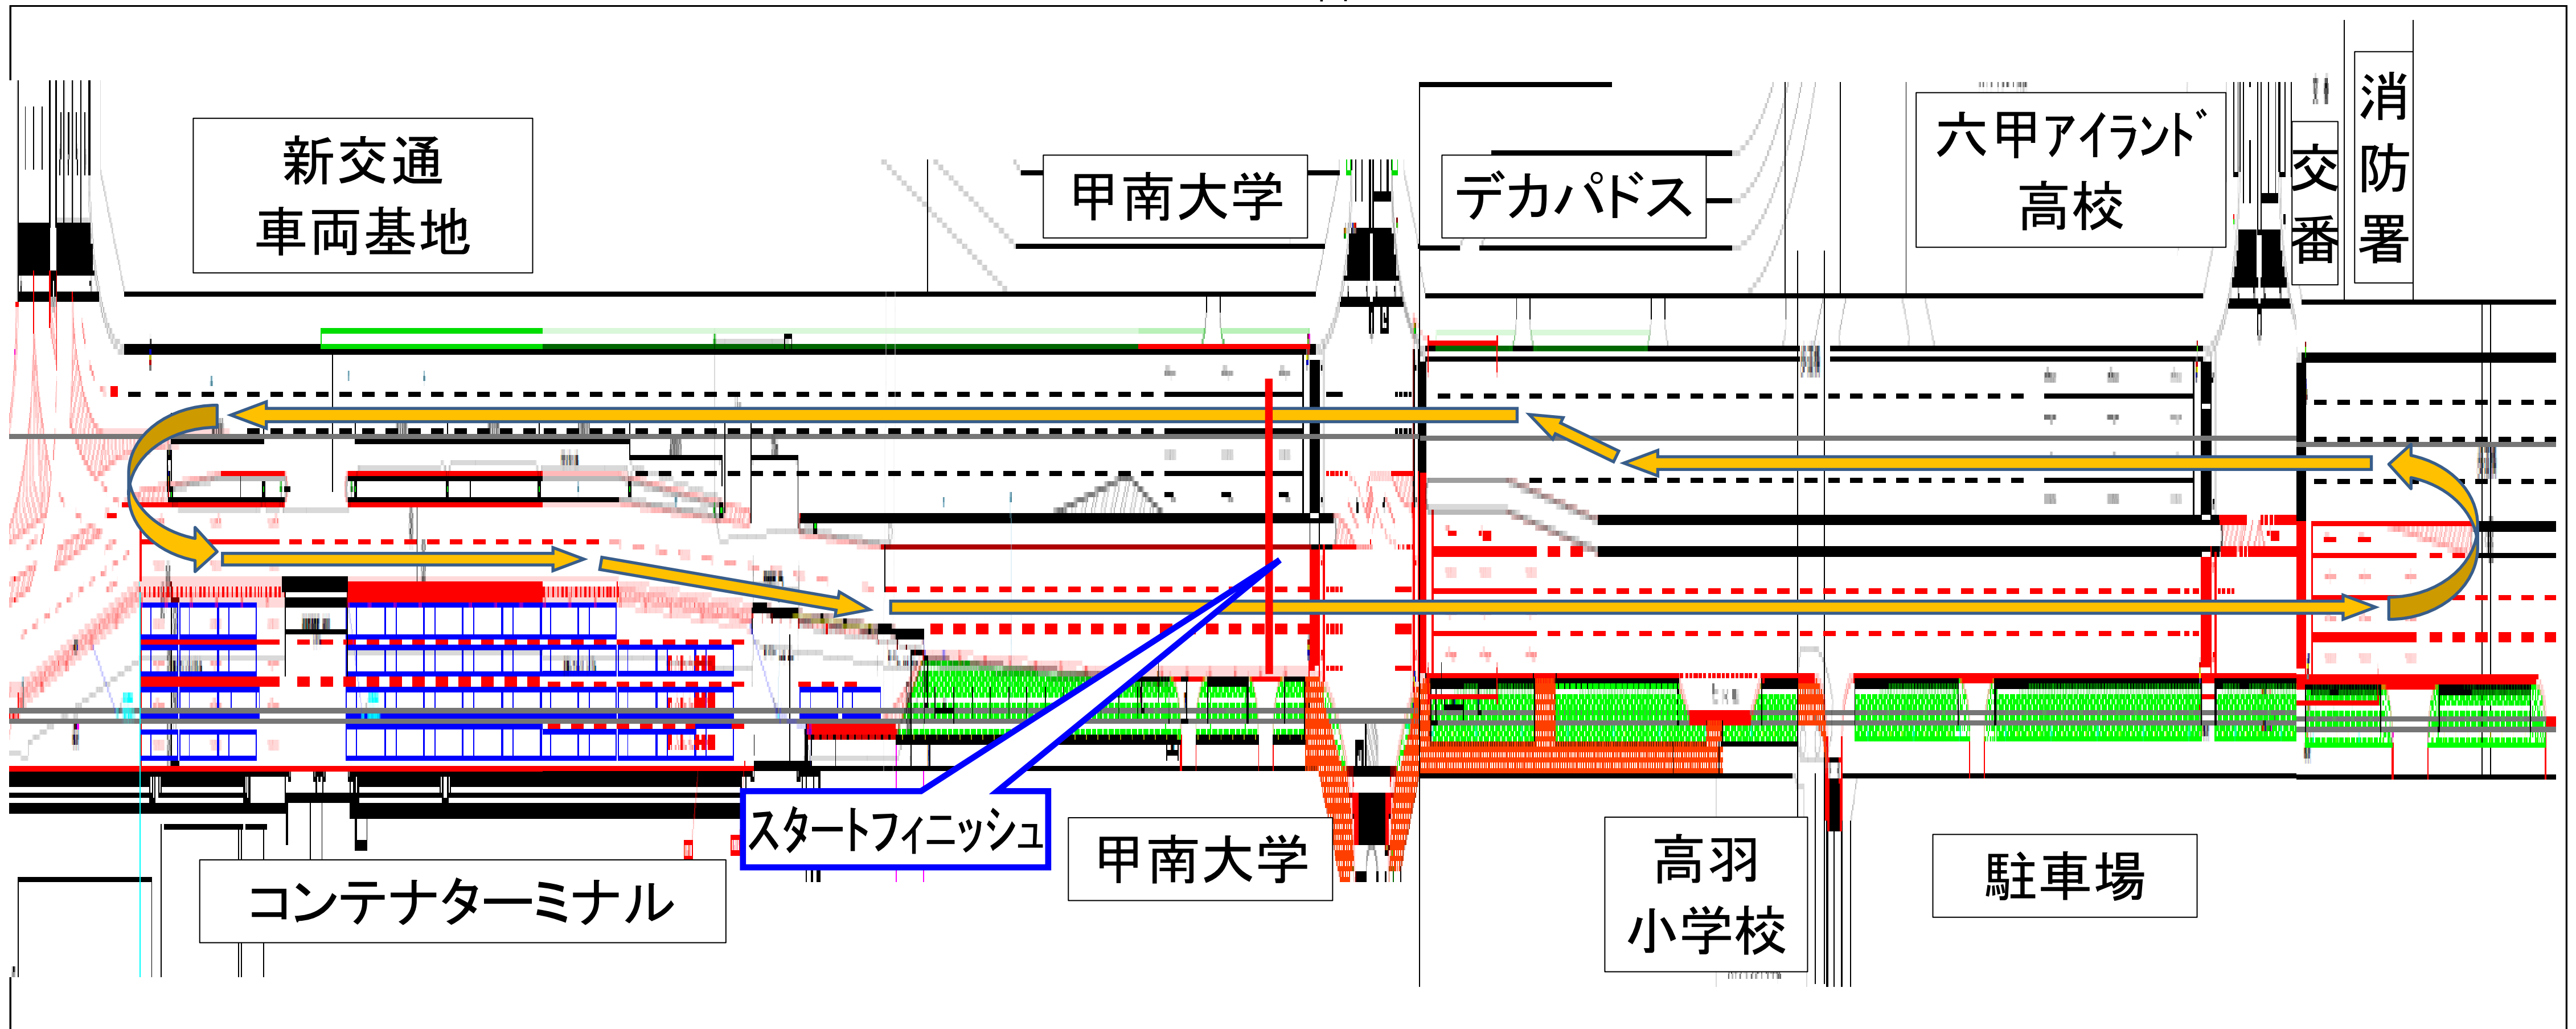 新交通
車両基地
甲南大学
デカパドス
六甲アイランド
高校
交番
消防署
スタートフィニッシュ
コンテナターミナル
甲南大学
高羽
小学校
駐車場